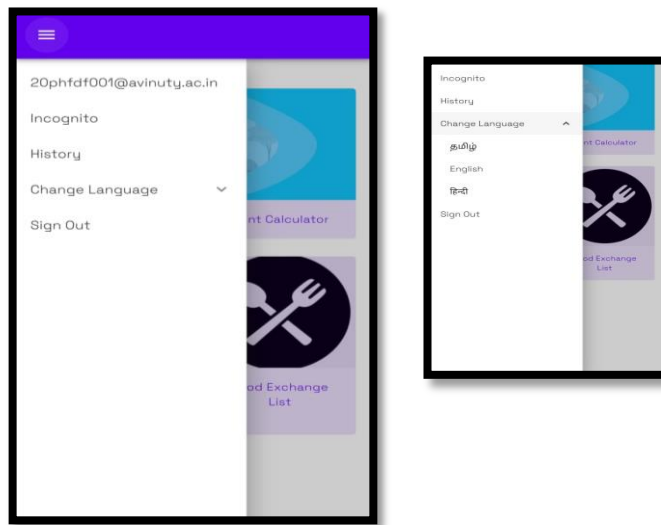 20phfdf001@avinuty.ac.in
Incognito
History
Change Language
Sign Out
nt Calculator
od Exchange
List
Incognito
History
Change Language
தமிழ்
English
हिन्दी
Sign Out
nt Calculator
od Exchange
List